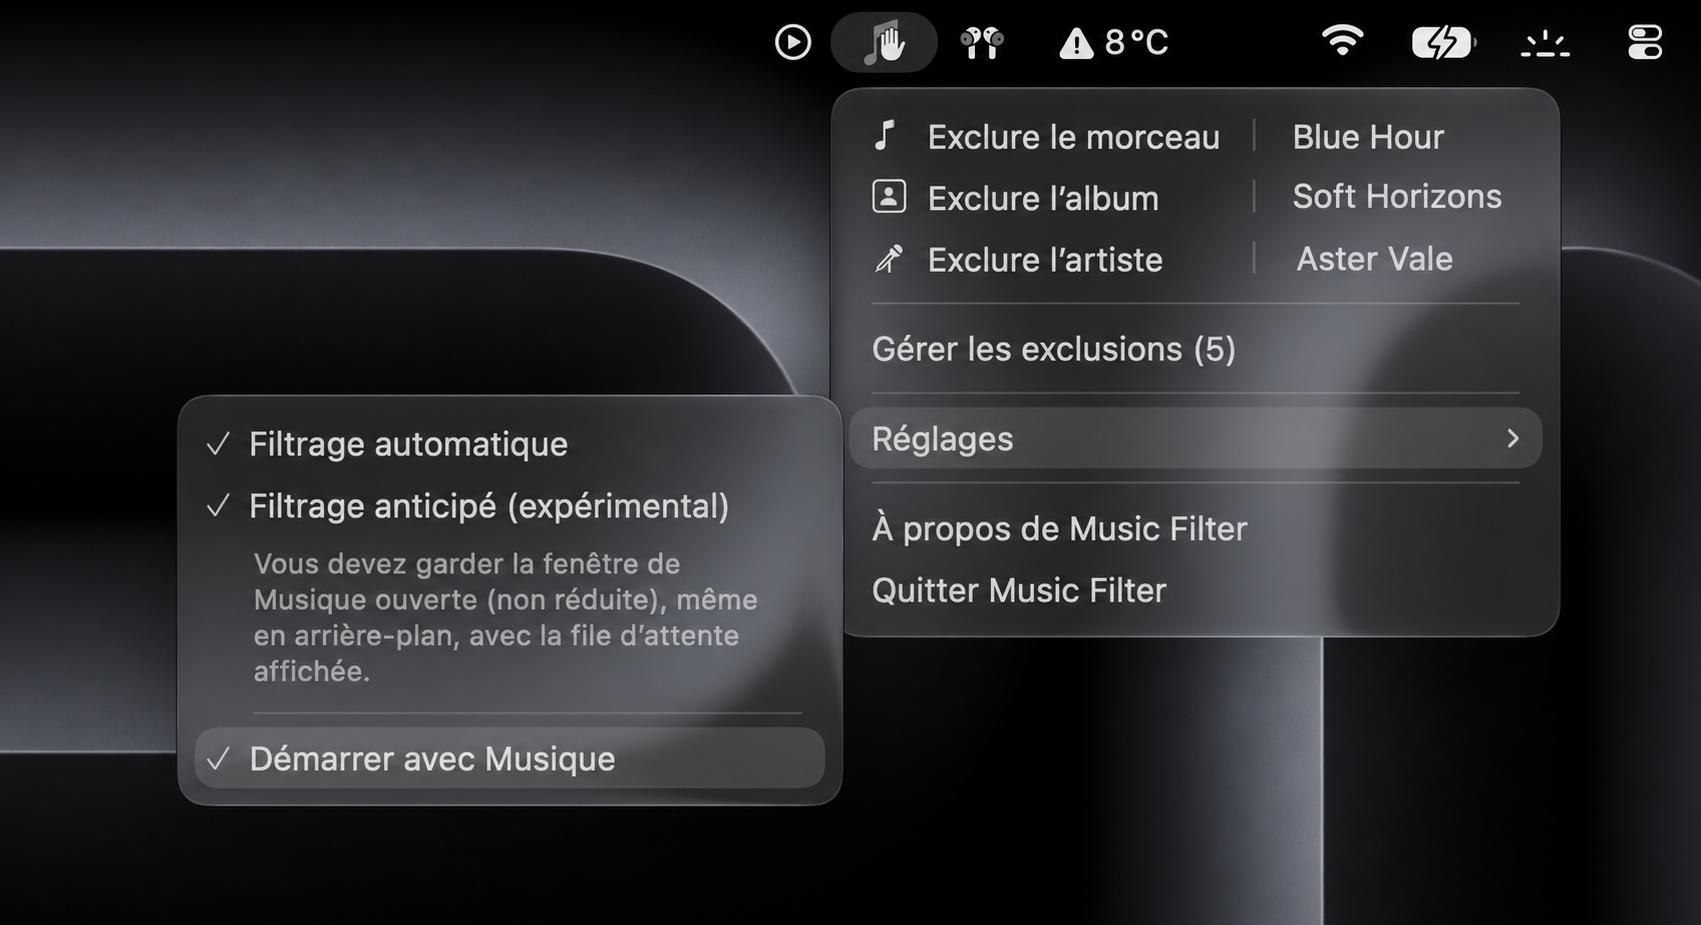 8°C
Exclure le morceau | Blue Hour
Exclure l’album | Soft Horizons
Exclure l’artiste | Aster Vale
Gérer les exclusions (5)
Réglages
À propos de Music Filter
Quitter Music Filter
Filtrage automatique
Filtrage anticipé (expérimental)
Vous devez garder la fenêtre de
Musique ouverte (non réduite), même
en arrière-plan, avec la file d’attente
affichée.
Démarrer avec Musique